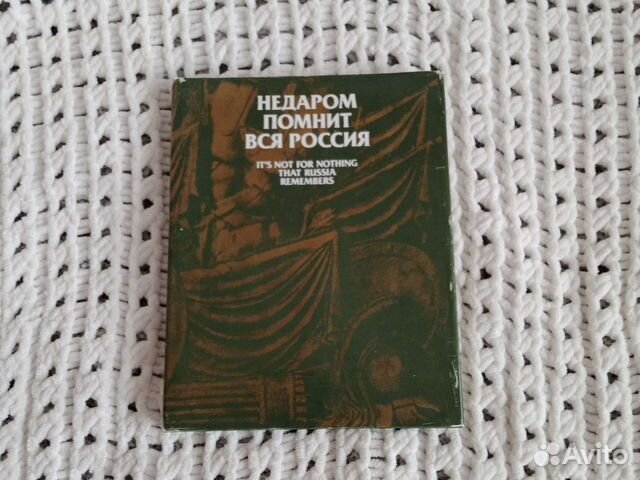 НЕДАРОМ
ПОМНИТ
ВСЯ РОССИЯ
IT'S NOT FOR NOTHING
THAT RUSSIA
REMEMBERS
Avito